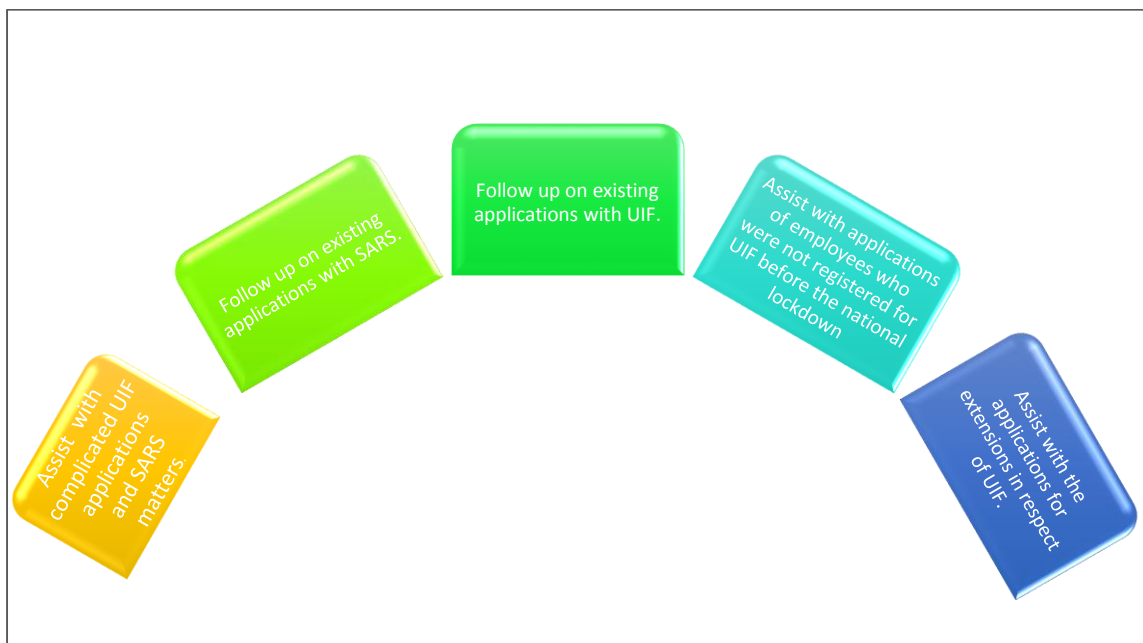 Assist with
complicated UIF
applications
and SARS
matters.
Follow up on existing
applications with SARS.
Follow up on existing
applications with UIF.
Assist with applications
of employees who
were not registered for
UIF before the national
lockdown
Assist with the
applications for
extensions in respect
of UIF.